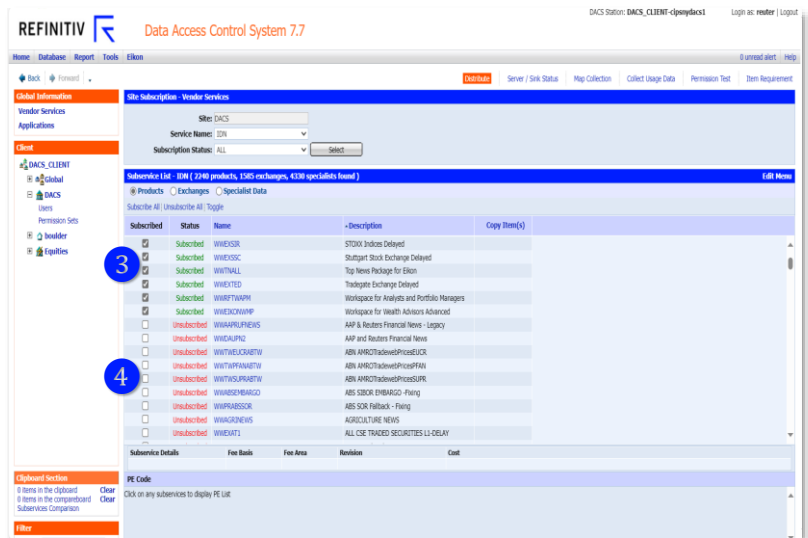 DACS Station: DACS_CLIENT-cipsnydacs1 Login as: reuter | Logout
REFINITIV Data Access Control System 7.7
Home Database Report Tools Eikon 0 unread alert Help
Back Forward Distribute Server / Sink Status Map Collection Collect Usage Data Permission Test Item Requirement
Global Information
Vendor Services
Applications
Client
DACS_CLIENT
Global
DACS
Users
Permission Sets
boulder
Equities
Site Subscription - Vendor Services
Site: DACS
Service Name: IDN
Subscription Status: ALL Select
Subservice List - IDN ( 2240 products, 1585 exchanges, 4330 specialists found ) Edit Menu
Products Exchanges Specialist Data
Subscribe All | Unsubscribe All | Toggle
Subscribed Status Name Description Copy Item(s)
Subscribed WWEXSIR STOXX Indices Delayed
Subscribed WWEXSSC Stuttgart Stock Exchange Delayed
3
Subscribed WWTNALL Top News Package for Eikon
Subscribed WWEXTED Tradegate Exchange Delayed
Subscribed WWRFTWAPM Workspace for Analysts and Portfolio Managers
Subscribed WWEIKONWMP Workspace for Wealth Advisors Advanced
Unsubscribed WWAAPRUFNEWS AAP & Reuters Financial News - Legacy
Unsubscribed WWDAUPN2 AAP and Reuters Financial News
Unsubscribed WWTWEUCRABTW ABN AMROTradewebPricesEUCR
Unsubscribed WWTWPFANABTW ABN AMROTradewebPricesPFAN
4
Unsubscribed WWTWSUPRABTW ABN AMROTradewebPricesSUPR
Unsubscribed WWABSEMBARGO ABS SIBOR EMBARGO -Fixing
Unsubscribed WWPRABSSOR ABS SOR Fallback - Fixing
Unsubscribed WWAGRINEWS AGRICULTURE NEWS
Unsubscribed WWEXAT1 ALL CSE TRADED SECURITIES L1-DELAY
Subservice Details Fee Basis Fee Area Revision Cost
PE Code
Click on any subservices to display PE List
Clipboard Section
0 items in the clipboard Clear
0 items in the compareboard Clear
Subservices Comparison
Filter